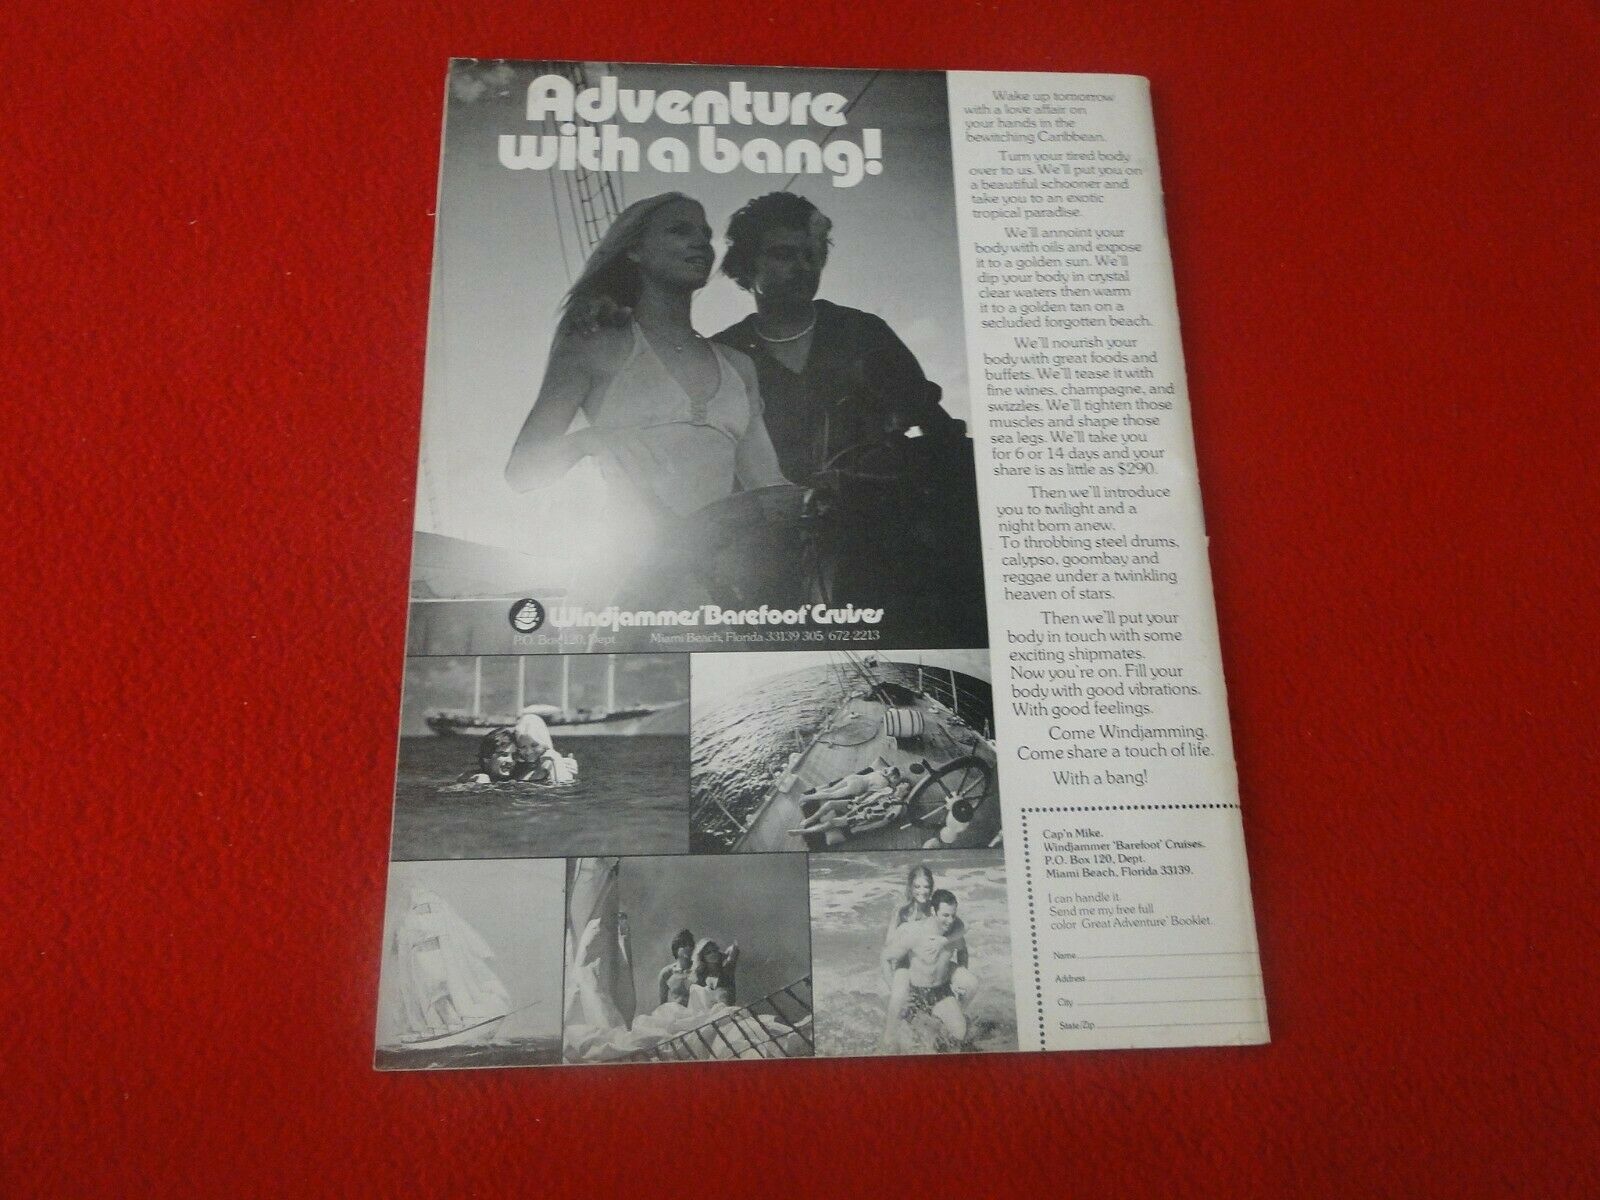 Adventure
with a bang!
Windjammer 'Barefoot' Cruises
P.O. Box 120, Dept. Miami Beach, Florida 33139 305 672-2213
Wake up tomorrow
with a love affair on
your hands in the
bewitching Caribbean.
Turn your tired body
over to us. We'll put you on
a beautiful schooner and
take you to an exotic
tropical paradise.
We'll annoint your
body with oils and expose
it to a golden sun. We'll
dip your body in crystal
clear waters then warm
it to a golden tan on a
secluded forgotten beach.
We'll nourish your
body with great foods and
buffets. We'll tease it with
fine wines, champagne, and
swizzles. We'll tighten those
muscles and shape those
sea legs. We'll take you
for 6 or 14 days and your
share is as little as $290.
Then we'll introduce
you to twilight and a
night born anew.
To throbbing steel drums,
calypso, goombay and
reggae under a twinkling
heaven of stars.
Then we'll put your
body in touch with some
exciting shipmates.
Now you're on. Fill your
body with good vibrations.
With good feelings.
Come Windjamming.
Come share a touch of life.
With a bang!
Cap'n Mike.
Windjammer 'Barefoot' Cruises.
P.O. Box 120, Dept.
Miami Beach, Florida 33139.
I can handle it.
Send me my free full
color 'Great Adventure' Booklet.
Name
Address
City
State/Zip